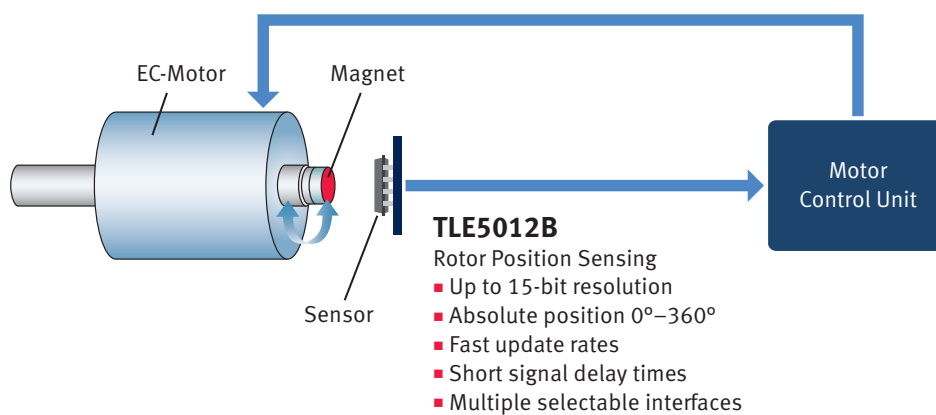 EC-Motor
Magnet
Motor
Control Unit
Sensor
TLE5012B
Rotor Position Sensing
■ Up to 15-bit resolution
■ Absolute position 0°–360°
■ Fast update rates
■ Short signal delay times
■ Multiple selectable interfaces